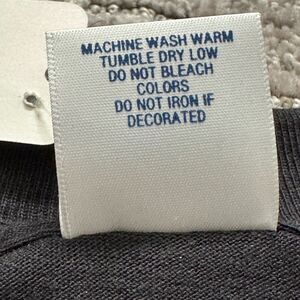 MACHINE WASH WARM
TUMBLE DRY LOW
DO NOT BLEACH
COLORS
DO NOT IRON IF
DECORATED